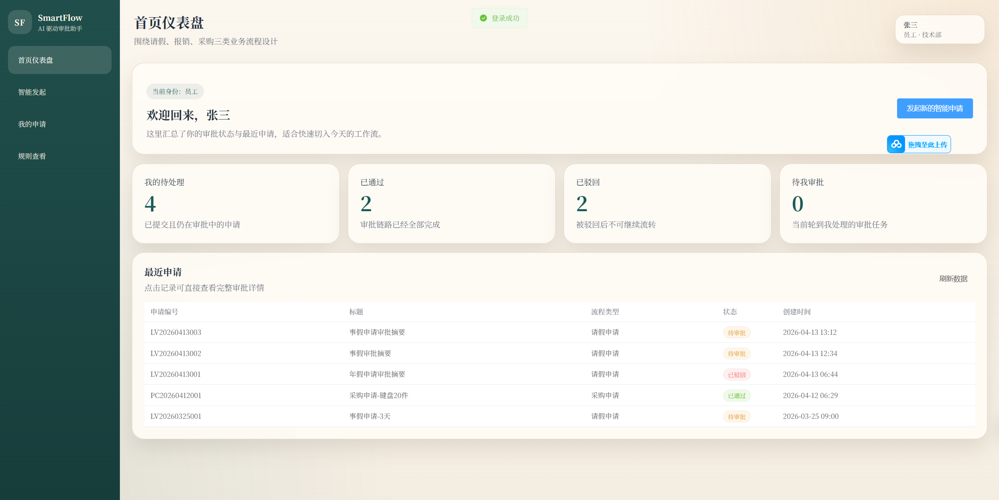 SF
SmartFlow
AI 驱动审批助手
首页仪表盘
智能发起
我的申请
规则查看
首页仪表盘
围绕请假、报销、采购三类业务流程设计
登录成功
张三
员工 · 技术部
当前身份：员工
欢迎回来，张三
这里汇总了你的审批状态与最近申请，适合快速切入今天的工作流。
发起新的智能申请
拖拽至此上传
我的待处理
4
已提交且仍在审批中的申请
已通过
2
审批链路已经全部完成
已驳回
2
被驳回后不可继续流转
待我审批
0
当前轮到我处理的审批任务
最近申请
点击记录可直接查看完整审批详情
刷新数据
申请编号 标题 流程类型 状态 创建时间
LV20260413003 事假申请审批摘要 请假申请 待审批 2026-04-13 13:12
LV20260413002 事假审批摘要 请假申请 待审批 2026-04-13 12:34
LV20260413001 年假申请审批摘要 请假申请 已驳回 2026-04-13 06:44
PC20260412001 采购申请-键盘20件 采购申请 已通过 2026-04-12 06:29
LV20260325001 事假申请-3天 请假申请 待审批 2026-03-25 09:00